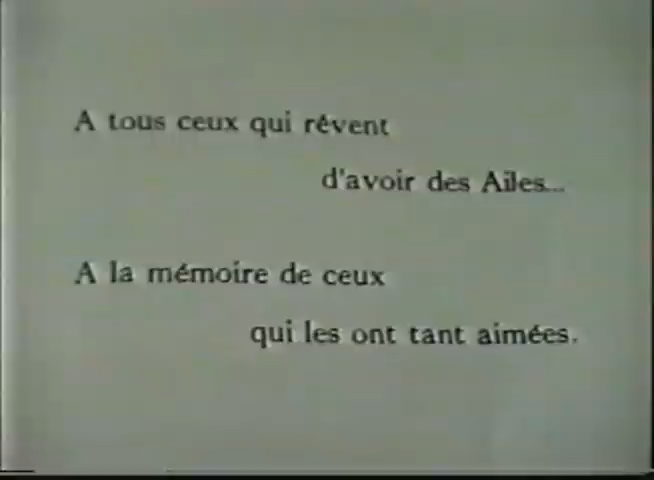 A tous ceux qui rêvent
d'avoir des Ailes...
A la mémoire de ceux
qui les ont tant aimées.